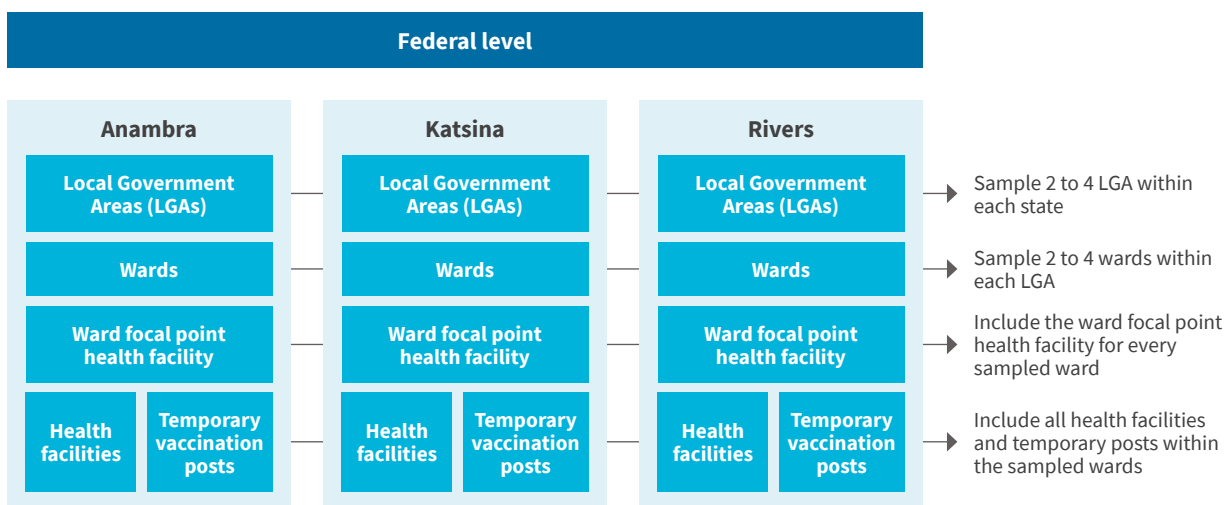 Federal level
Anambra
Katsina
Rivers
Local Government
Areas (LGAs)
Local Government
Areas (LGAs)
Local Government
Areas (LGAs)
Sample 2 to 4 LGA within
each state
Wards
Wards
Wards
Sample 2 to 4 wards within
each LGA
Ward focal point
health facility
Ward focal point
health facility
Ward focal point
health facility
Include the ward focal point
health facility for every
sampled ward
Health
facilities
Temporary
vaccination
posts
Health
facilities
Temporary
vaccination
posts
Health
facilities
Temporary
vaccination
posts
Include all health facilities
and temporary posts within
the sampled wards